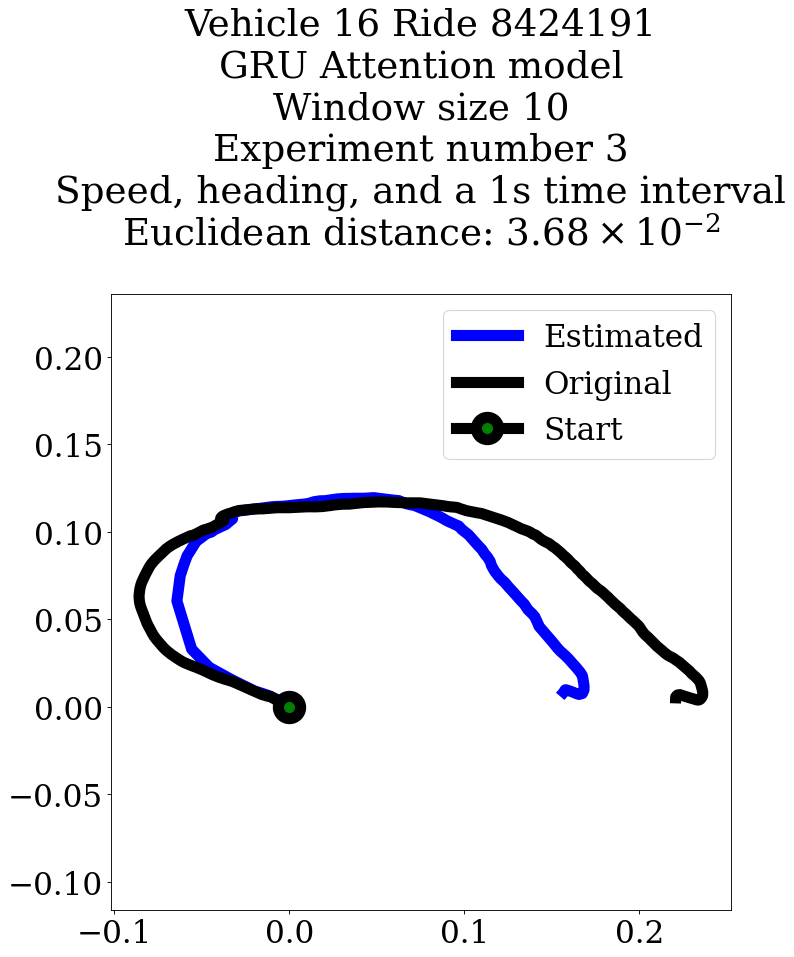 Vehicle 16 Ride 8424191
GRU Attention model
Window size 10
Experiment number 3
Speed, heading, and a 1s time interval
Euclidean distance: 3.68 × 10⁻²
Estimated
Original
Start
0.20
0.15
0.10
0.05
0.00
−0.05
−0.10
−0.1 0.0 0.1 0.2